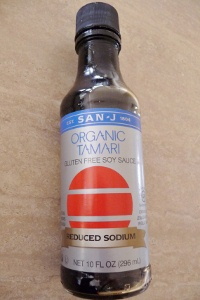 SAN-J
ORGANIC
TAMARI
GLUTEN FREE SOY SAUCE
REDUCED SODIUM
NET 10 FL OZ (296 mL)